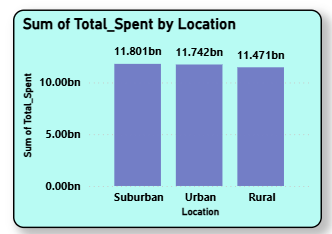 Sum of Total_Spent by Location
11.801bn 11.742bn 11.471bn
10.00bn
5.00bn
0.00bn
Sum of Total_Spent
Suburban Urban Rural
Location